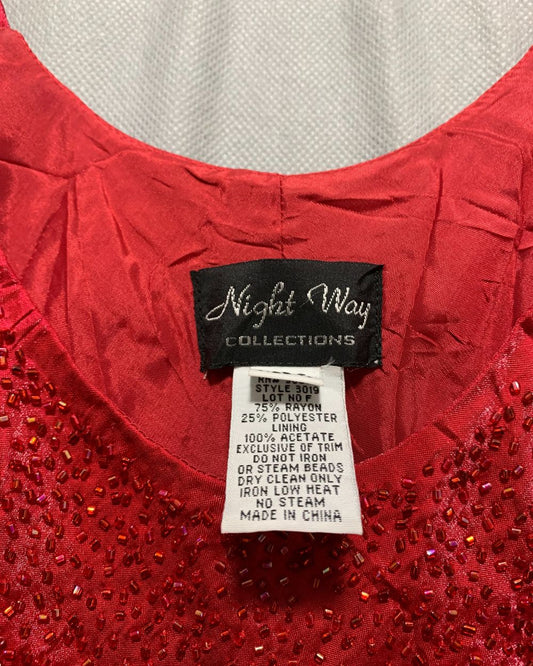 Night Way
COLLECTIONS
RN#
STYLE 3019
LOT NO F
75% RAYON
25% POLYESTER
LINING
100% ACETATE
EXCLUSIVE OF TRIM
DO NOT IRON
OR STEAM BEADS
DRY CLEAN ONLY
IRON LOW HEAT
NO STEAM
MADE IN CHINA